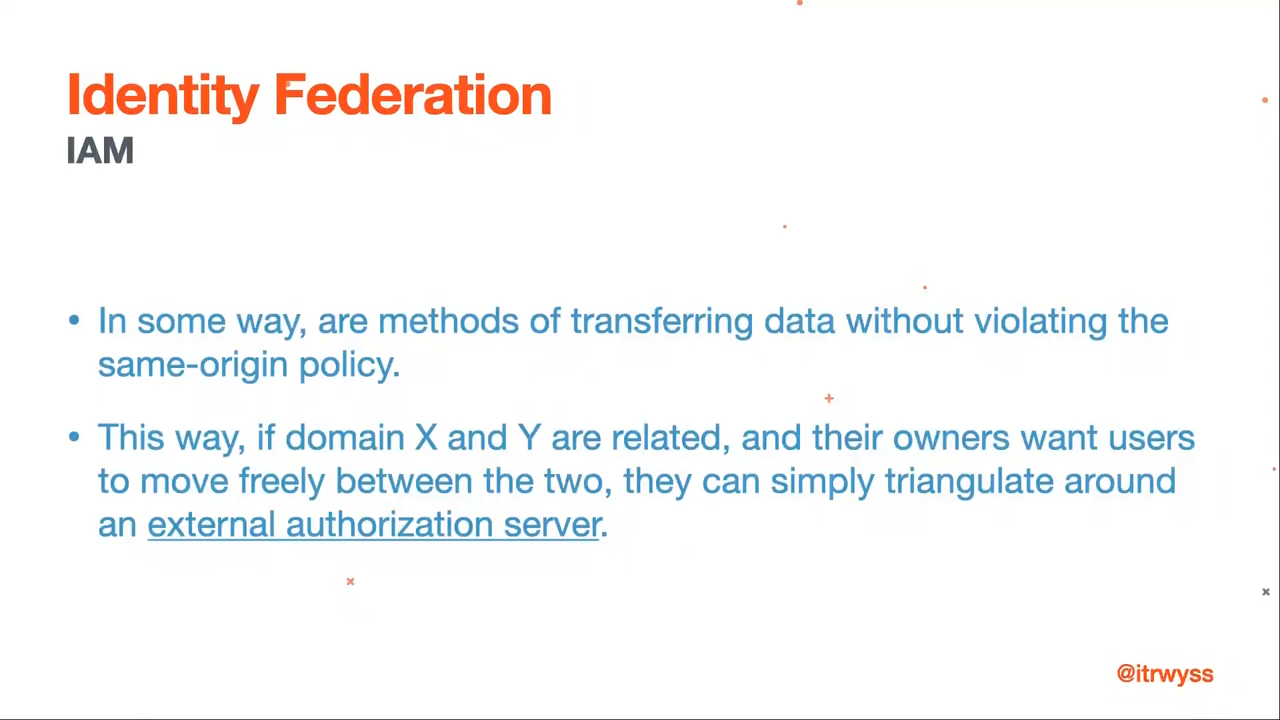 Identity Federation
IAM
• In some way, are methods of transferring data without violating the
same-origin policy.
• This way, if domain X and Y are related, and their owners want users
to move freely between the two, they can simply triangulate around
an external authorization server.
@itrwyss